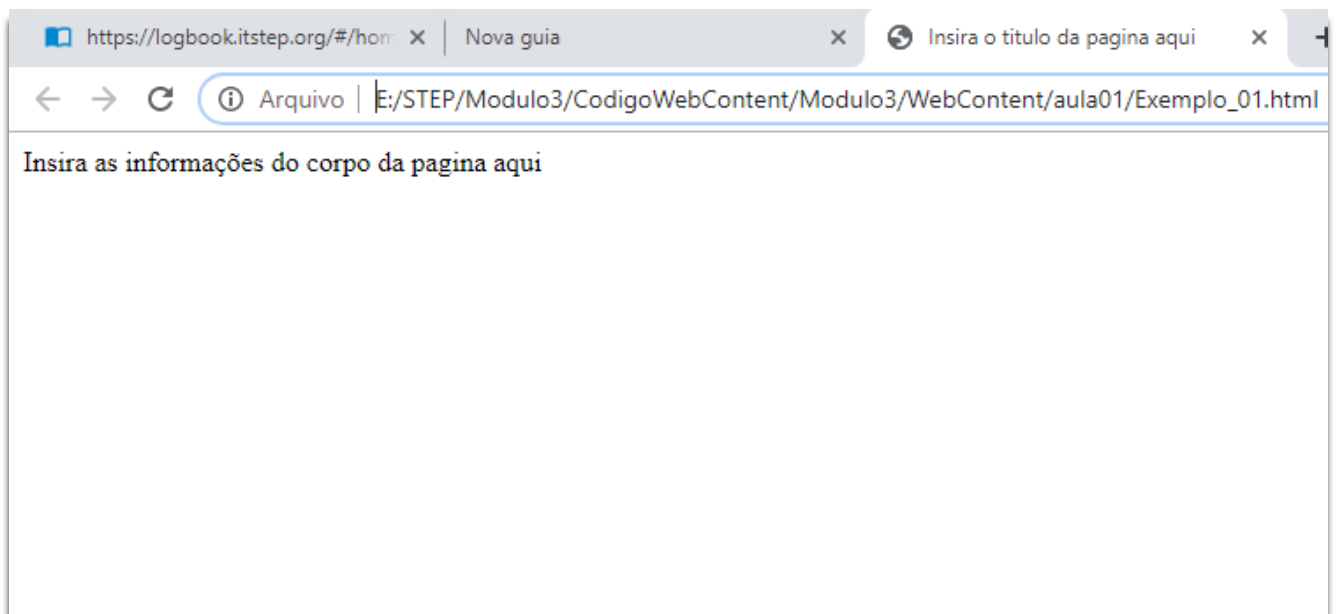 https://logbook.itstep.org/#/hom
Nova guia
Insira o titulo da pagina aqui
Arquivo
E:/STEP/Modulo3/CodigoWebContent/Modulo3/WebContent/aula01/Exemplo_01.html
Insira as informações do corpo da pagina aqui